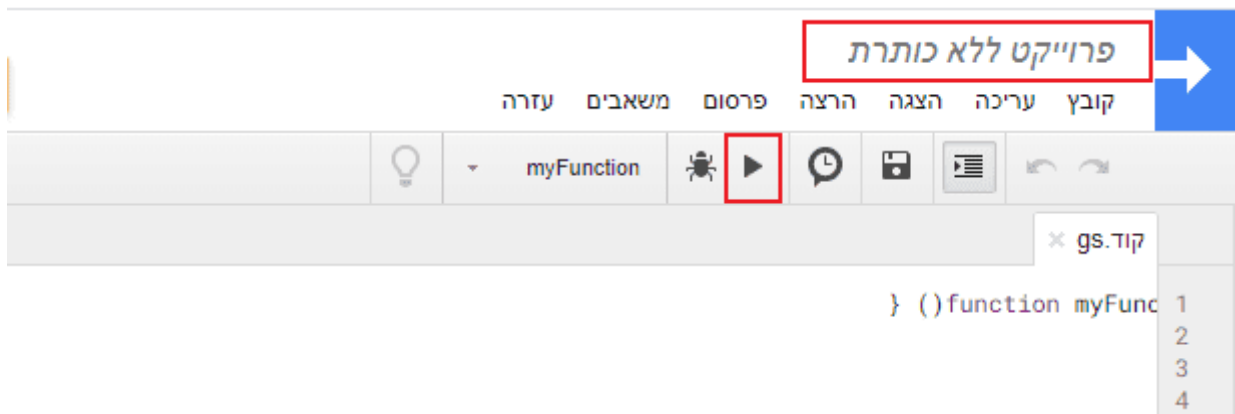 פרוייקט ללא כותרת
קובץ עריכה הצגה הרצה פרסום משאבים עזרה
myFunction
קוד.gs
1 function myFunc() {
2
3
4